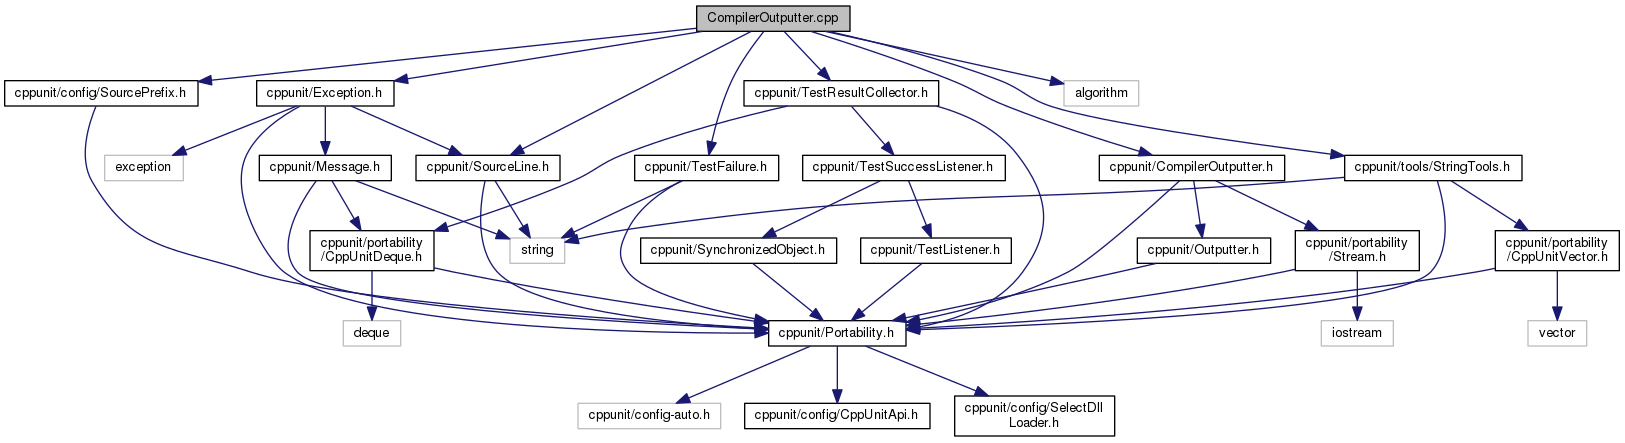 CompilerOutputter.cpp
cppunit/config/SourcePrefix.h
cppunit/Exception.h
cppunit/TestResultCollector.h
algorithm
exception
cppunit/Message.h
cppunit/SourceLine.h
cppunit/TestFailure.h
cppunit/TestSuccessListener.h
cppunit/CompilerOutputter.h
cppunit/tools/StringTools.h
cppunit/portability
/CppUnitDeque.h
string
cppunit/SynchronizedObject.h
cppunit/TestListener.h
cppunit/Outputter.h
cppunit/portability
/Stream.h
cppunit/portability
/CppUnitVector.h
deque
cppunit/Portability.h
iostream
vector
cppunit/config-auto.h
cppunit/config/CppUnitApi.h
cppunit/config/SelectDll
Loader.h